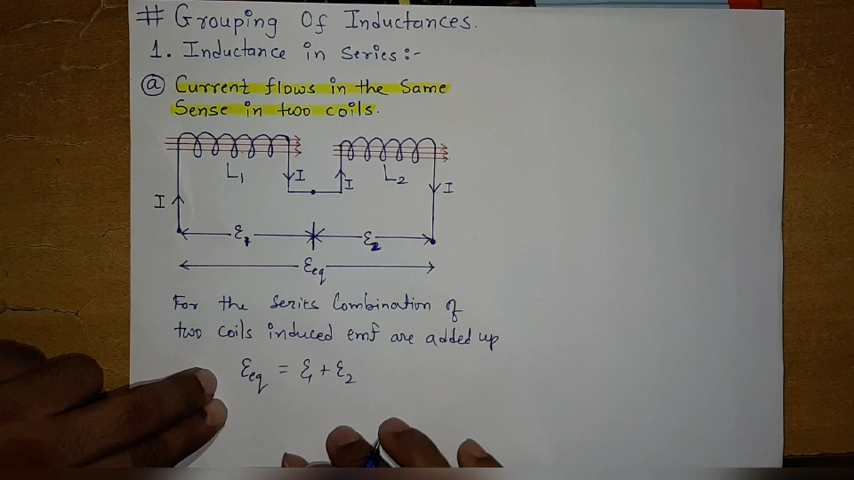 # Grouping Of Inductances.
1. Inductance in Series:-
ⓐ Current flows in the Same
Sense in two coils.
L₁ I I L₂
I I
ε₁ ε₂
εeq
For the Series Combination of
two coils induced emf are added up
εeq = ε₁ + ε₂